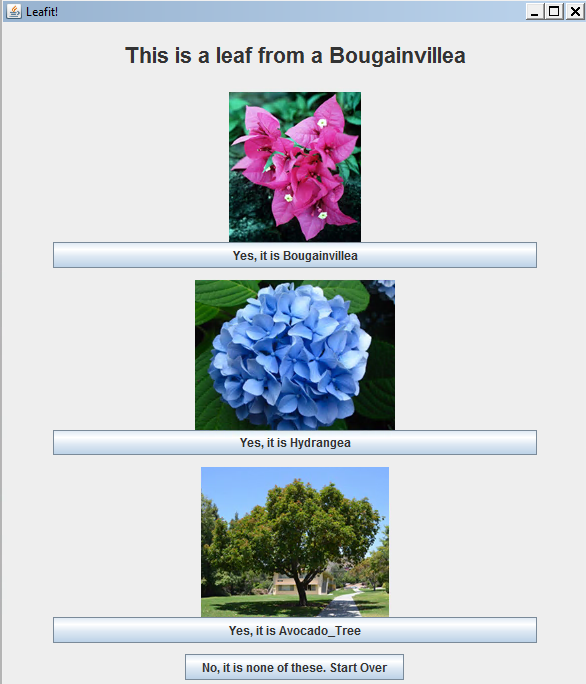 Leafit!
This is a leaf from a Bougainvillea
Yes, it is Bougainvillea
Yes, it is Hydrangea
Yes, it is Avocado_Tree
No, it is none of these. Start Over